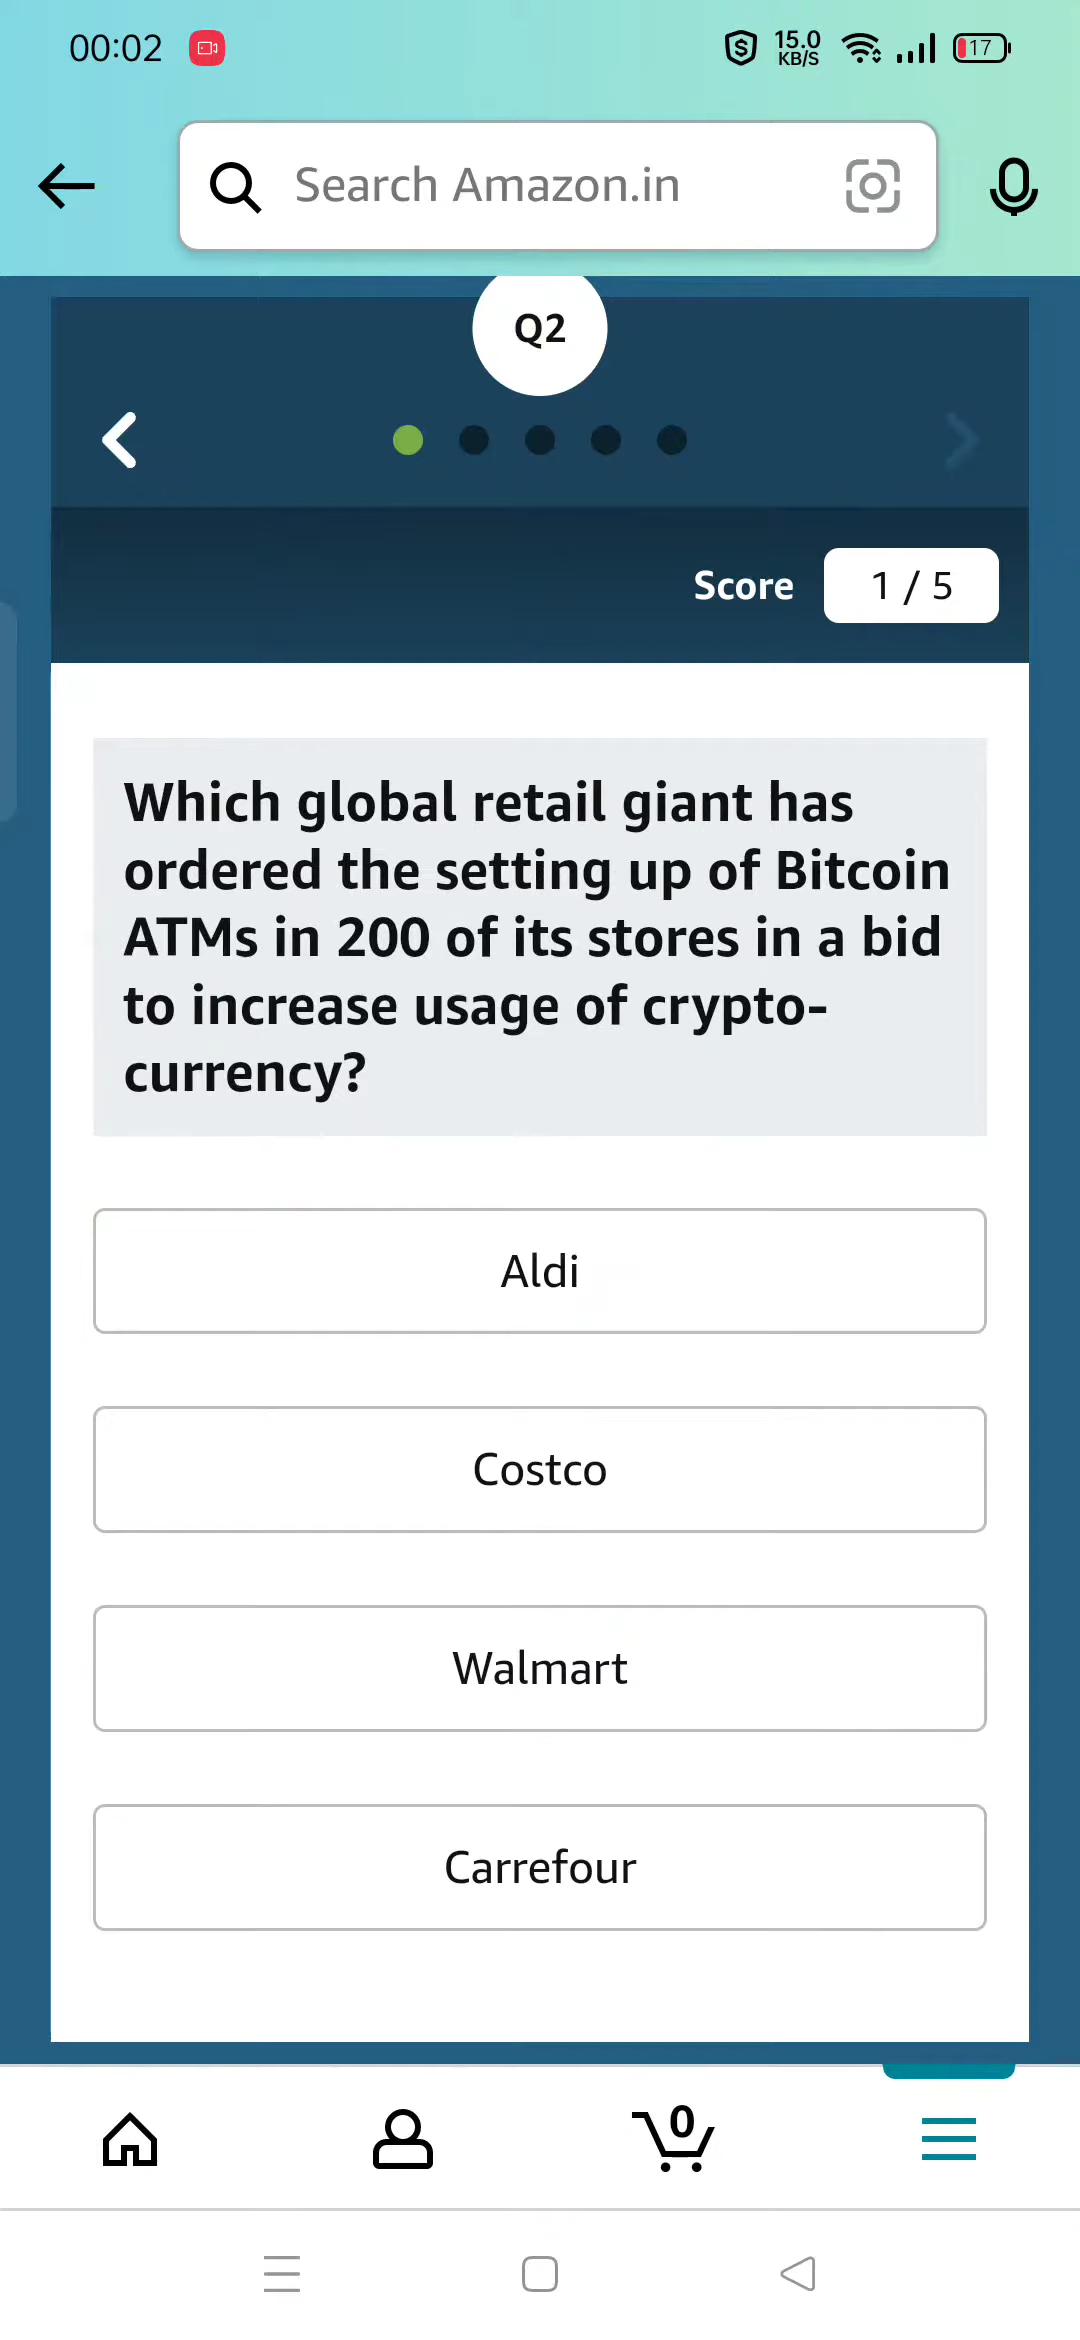 00:02
15.0
KB/S
17
Search Amazon.in
Q2
Score
1 / 5
Which global retail giant has
ordered the setting up of Bitcoin
ATMs in 200 of its stores in a bid
to increase usage of crypto-
currency?
Aldi
Costco
Walmart
Carrefour
0